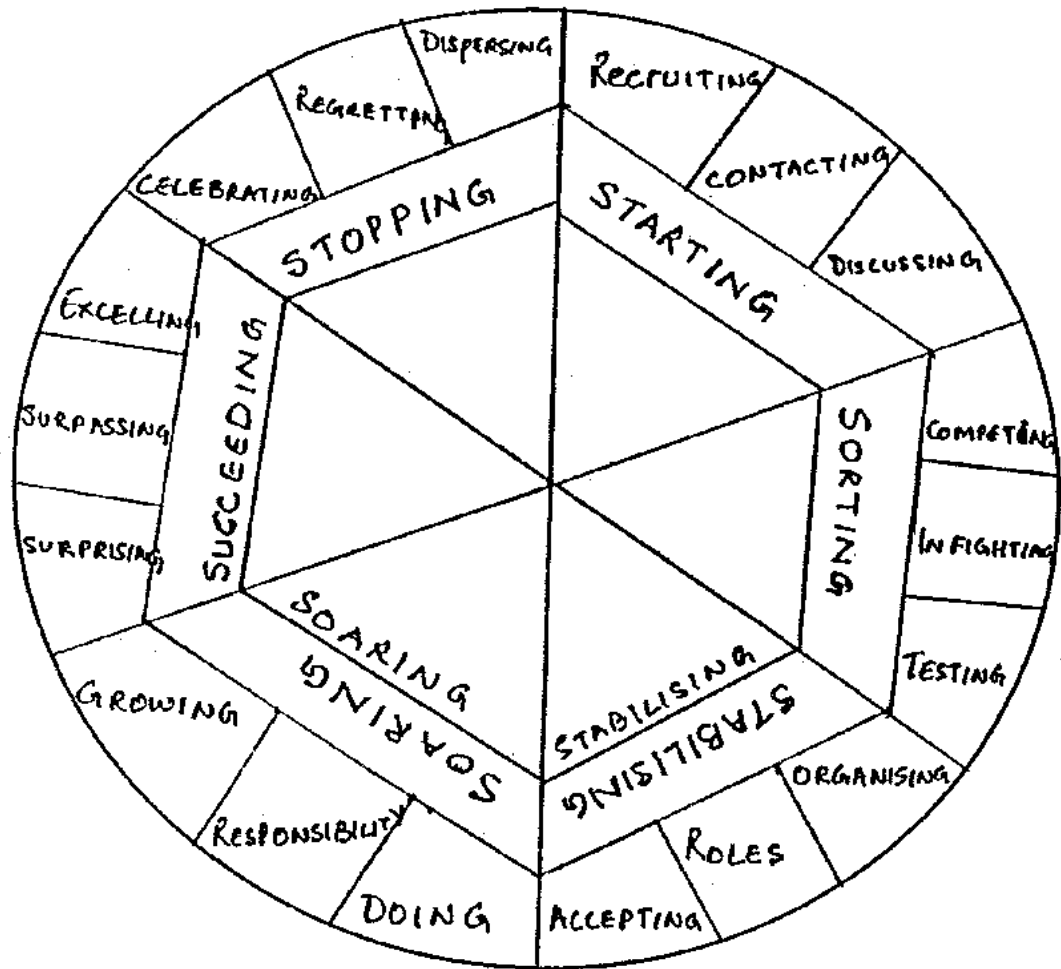 DISPERSING
RECRUITING
REGRETTING
CONTACTING
CELEBRATING
STOPPING
STARTING
DISCUSSING
EXCELLING
SUCCEEDING
SORTING
SURPASSING
COMPETING
SURPRISING
INFIGHTING
SOARING
SOARING
STABILISING
STABILISING
TESTING
GROWING
ORGANISING
RESPONSIBILITY
ROLES
DOING
ACCEPTING